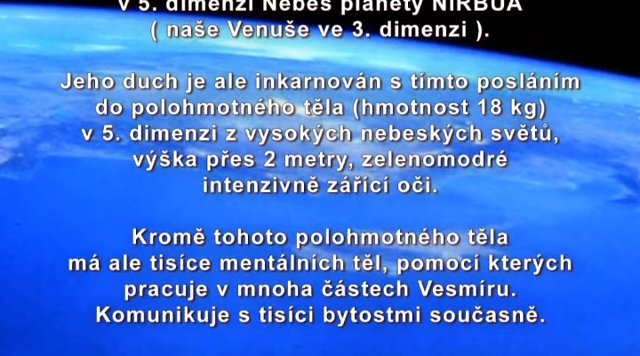 v 5. dimenzi Nebes planety NIRBUA
( naše Venuše ve 3. dimenzi ).
Jeho duch je ale inkarnován s tímto posláním
do polohmotného těla (hmotnost 18 kg)
v 5. dimenzi z vysokých nebeských světů,
výška přes 2 metry, zelenomodré
intenzivně zářící oči.
Kromě tohoto polohmotného těla
má ale tisíce mentálních těl, pomocí kterých
pracuje v mnoha částech Vesmíru.
Komunikuje s tisíci bytostmi současně.